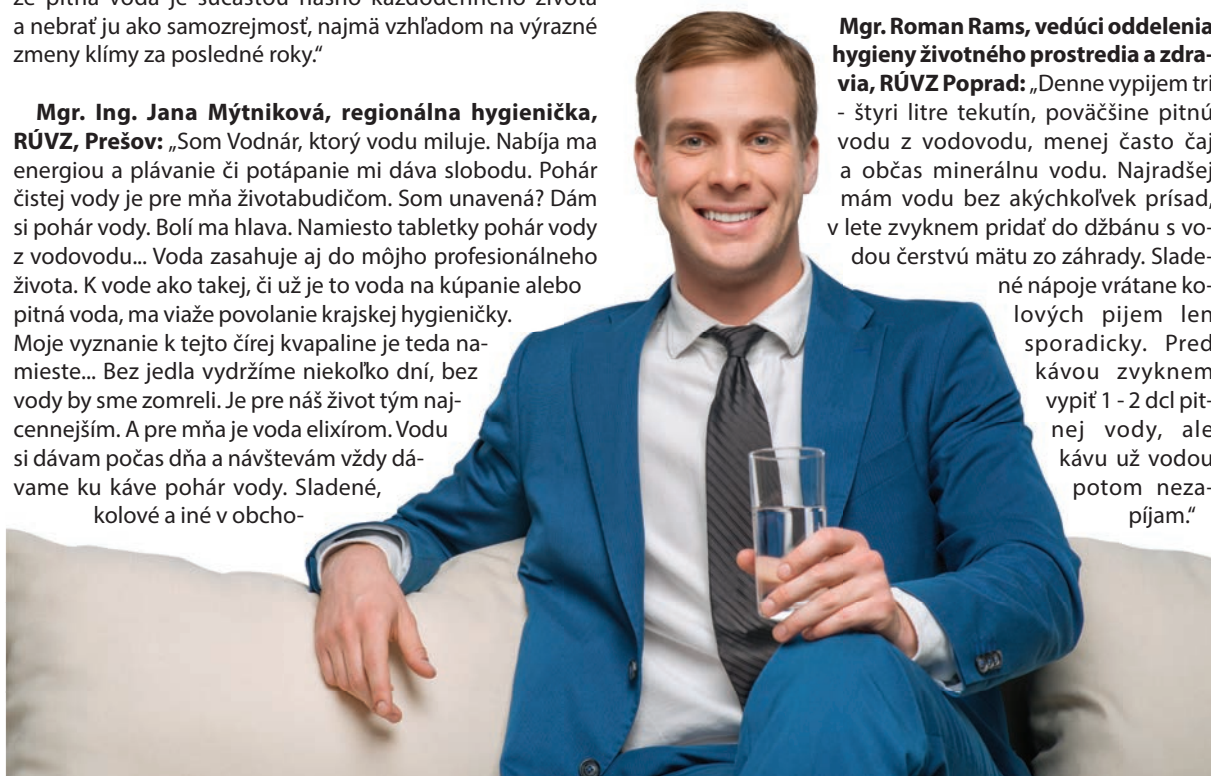 že pitná voda je súčasťou nášho každodenného života
a nebrať ju ako samozrejmosť, najmä vzhľadom na výrazné
zmeny klímy za posledné roky.“
Mgr. Ing. Jana Mýtniková, regionálna hygienička,
RÚVZ, Prešov: „Som Vodnár, ktorý vodu miluje. Nabíja ma
energiou a plávanie či potápanie mi dáva slobodu. Pohár
čistej vody je pre mňa životabudičom. Som unavená? Dám
si pohár vody. Bolí ma hlava. Namiesto tabletky pohár vody
z vodovodu... Voda zasahuje aj do môjho profesionálneho
života. K vode ako takej, či už je to voda na kúpanie alebo
pitná voda, ma viaže povolanie krajskej hygieničky.
Moje vyznanie k tejto čírej kvapaline je teda na-
mieste... Bez jedla vydržíme niekoľko dní, bez
vody by sme zomreli. Je pre náš život tým naj-
cennejším. A pre mňa je voda elixírom. Vodu
si dávam počas dňa a návštevám vždy dá-
vame ku káve pohár vody. Sladené,
kolové a iné v obcho-
Mgr. Roman Rams, vedúci oddelenia
hygieny životného prostredia a zdra-
via, RÚVZ Poprad: „Denne vypijem tri
- štyri litre tekutín, poväčšine pitnú
vodu z vodovodu, menej často čaj
a občas minerálnu vodu. Najradšej
mám vodu bez akýchkoľvek prísad,
v lete zvyknem pridať do džbánu s vo-
dou čerstvú mätu zo záhrady. Slade-
né nápoje vrátane ko-
lových pijem len
sporadicky. Pred
kávou zvyknem
vypiť 1 - 2 dcl pit-
nej vody, ale
kávu už vodou
potom neza-
píjam.“